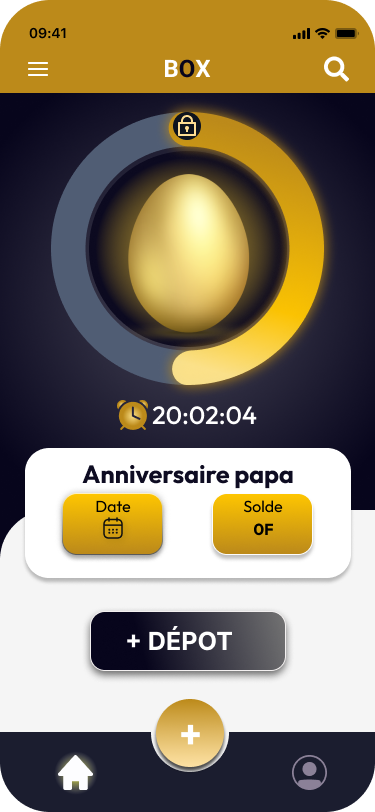 09:41
BOX
20:02:04
Anniversaire papa
Date
Solde
0F
+ DÉPOT
+